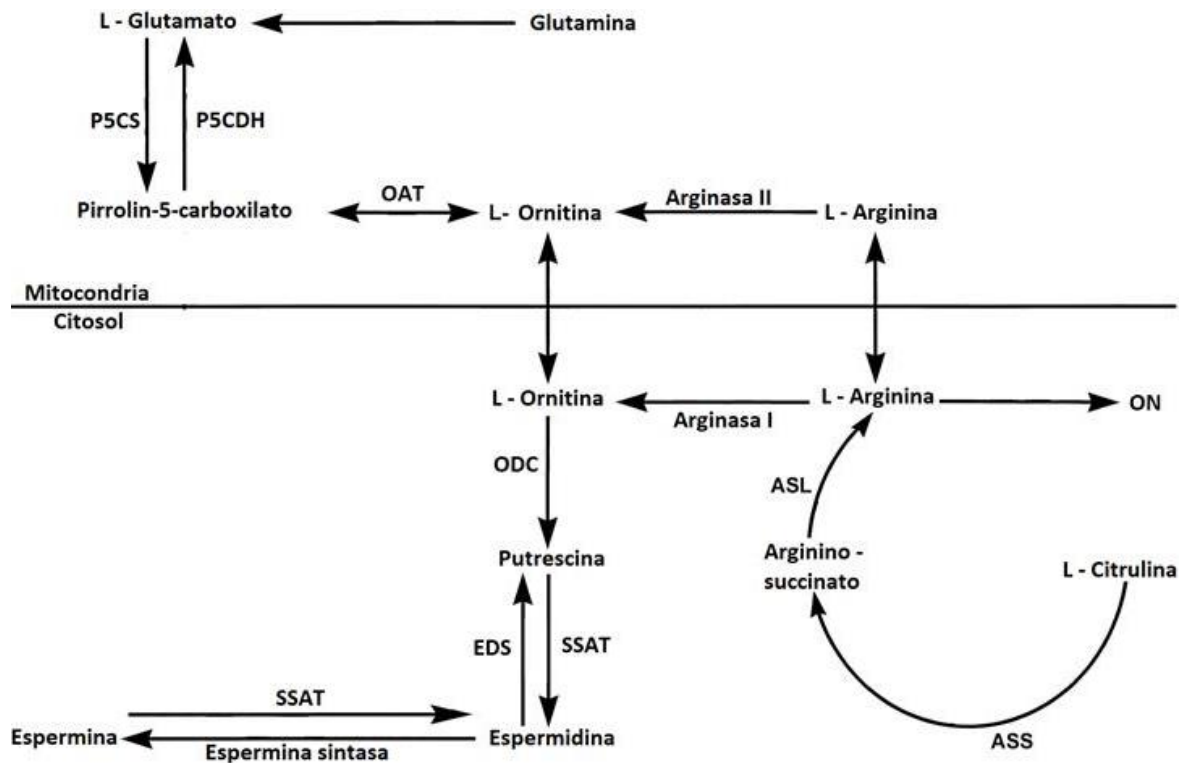 L - Glutamato
Glutamina
P5CS
P5CDH
Pirrolin-5-carboxilato
OAT
L- Ornitina
Arginasa II
L - Arginina
Mitocondria
Citosol
L - Ornitina
Arginasa I
L - Arginina
ON
ODC
ASL
Putrescina
Arginino -
succinato
L - Citrulina
EDS
SSAT
SSAT
Espermina
Espermina sintasa
Espermidina
ASS